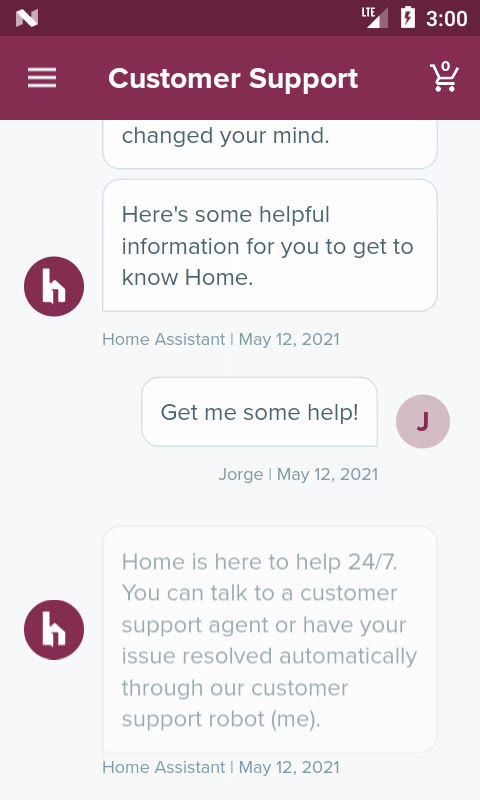 LTE 3:00
Customer Support
0
changed your mind.
Here's some helpful
information for you to get to
know Home.
h
Home Assistant | May 12, 2021
Get me some help!
J
Jorge | May 12, 2021
Home is here to help 24/7.
You can talk to a customer
support agent or have your
issue resolved automatically
through our customer
support robot (me).
h
Home Assistant | May 12, 2021